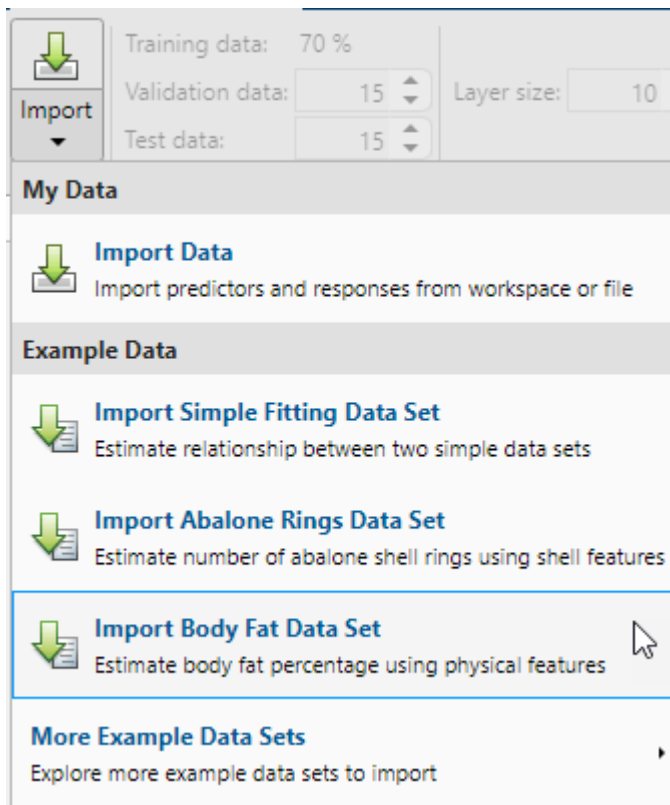 Import
Training data: 70 %
Validation data: 15
Test data: 15
Layer size: 10
My Data
Import Data
Import predictors and responses from workspace or file
Example Data
Import Simple Fitting Data Set
Estimate relationship between two simple data sets
Import Abalone Rings Data Set
Estimate number of abalone shell rings using shell features
Import Body Fat Data Set
Estimate body fat percentage using physical features
More Example Data Sets
Explore more example data sets to import